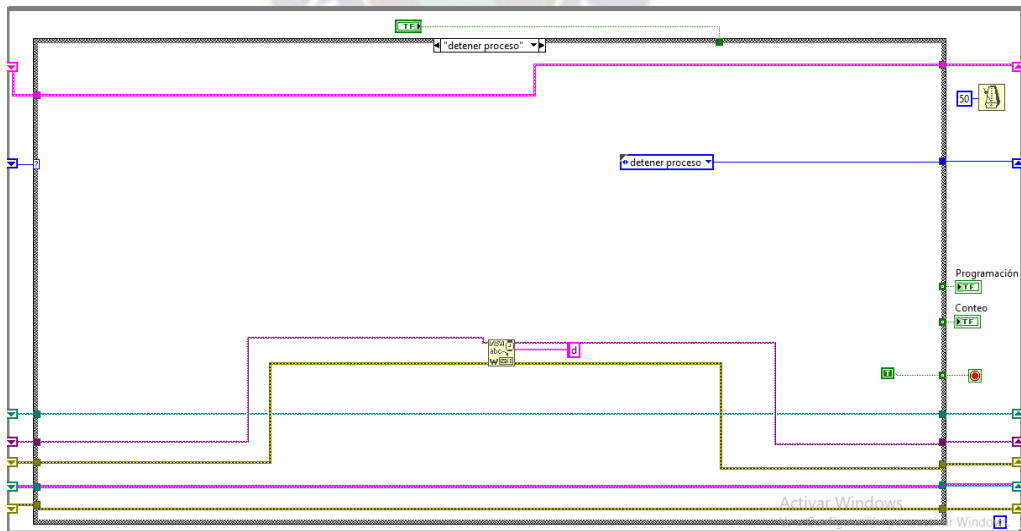 TF
"detener proceso"
50
?
detener proceso
Programación
TF
Conteo
TF
VISA
abc
W
d
T
Activar Windows
i